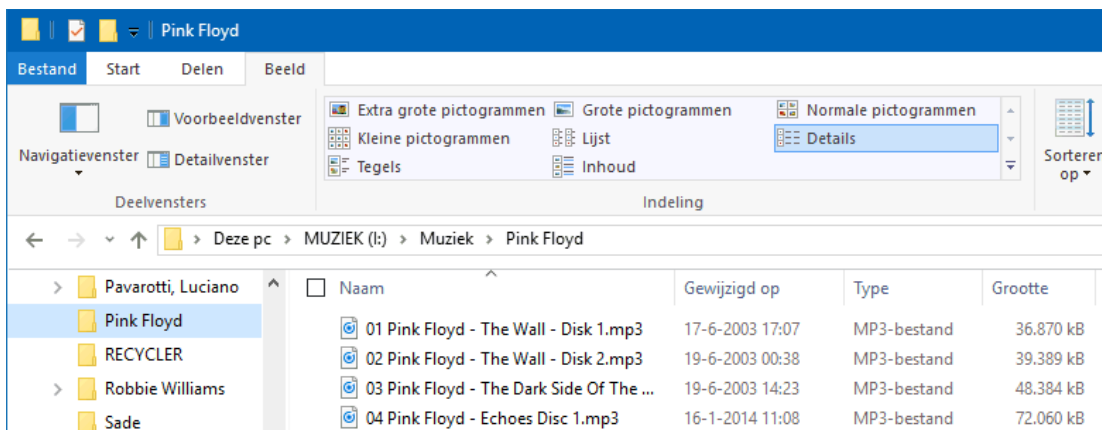 Pink Floyd
Bestand Start Delen Beeld
Extra grote pictogrammen Grote pictogrammen Normale pictogrammen
Voorbeeldvenster
Kleine pictogrammen Lijst Details
Navigatievenster Detailvenster
Sorteren op
Tegels Inhoud
Deelvensters Indeling
Deze pc > MUZIEK (I:) > Muziek > Pink Floyd
Pavarotti, Luciano Naam Gewijzigd op Type Grootte
Pink Floyd 01 Pink Floyd - The Wall - Disk 1.mp3 17-6-2003 17:07 MP3-bestand 36.870 kB
RECYCLER 02 Pink Floyd - The Wall - Disk 2.mp3 19-6-2003 00:38 MP3-bestand 39.389 kB
Robbie Williams 03 Pink Floyd - The Dark Side Of The ... 19-6-2003 14:23 MP3-bestand 48.384 kB
Sade 04 Pink Floyd - Echoes Disc 1.mp3 16-1-2014 11:08 MP3-bestand 72.060 kB